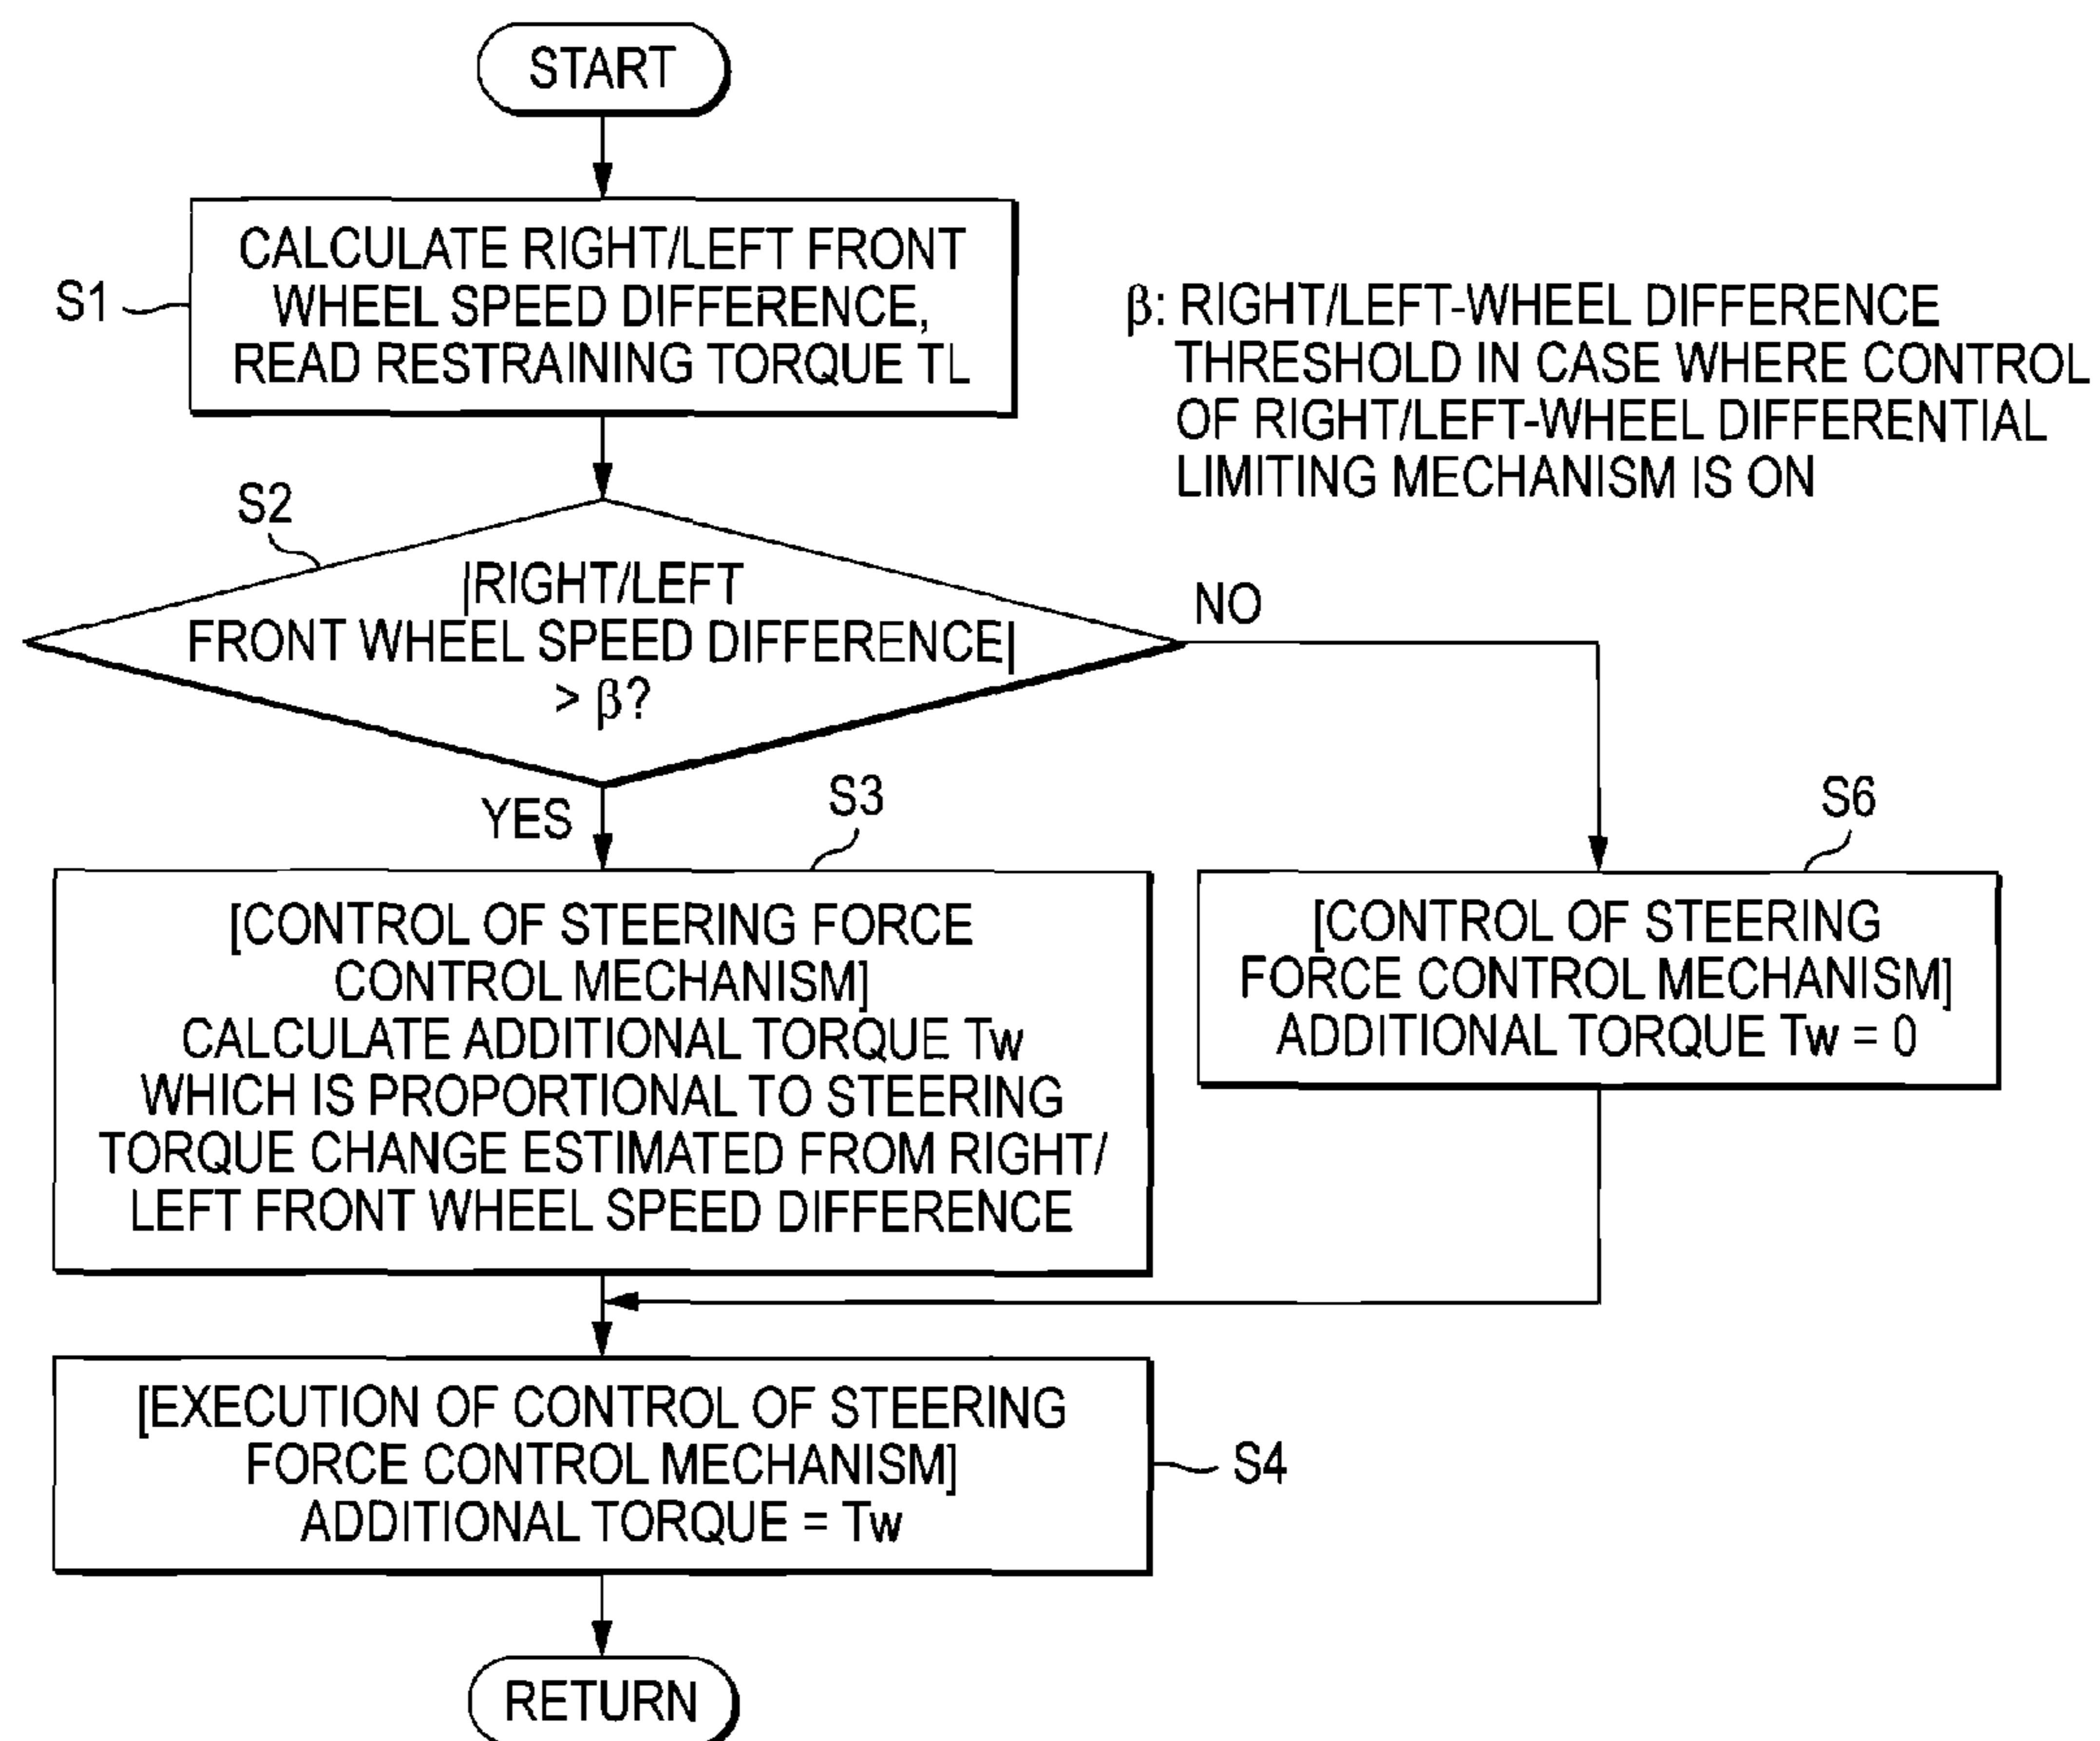 START
S1
CALCULATE RIGHT/LEFT FRONT
WHEEL SPEED DIFFERENCE,
READ RESTRAINING TORQUE TL
β: RIGHT/LEFT-WHEEL DIFFERENCE
THRESHOLD IN CASE WHERE CONTROL
OF RIGHT/LEFT-WHEEL DIFFERENTIAL
LIMITING MECHANISM IS ON
S2
|RIGHT/LEFT
FRONT WHEEL SPEED DIFFERENCE|
> β?
NO
YES
S3
[CONTROL OF STEERING FORCE
CONTROL MECHANISM]
CALCULATE ADDITIONAL TORQUE Tw
WHICH IS PROPORTIONAL TO STEERING
TORQUE CHANGE ESTIMATED FROM RIGHT/
LEFT FRONT WHEEL SPEED DIFFERENCE
S6
[CONTROL OF STEERING
FORCE CONTROL MECHANISM]
ADDITIONAL TORQUE Tw = 0
[EXECUTION OF CONTROL OF STEERING
FORCE CONTROL MECHANISM]
ADDITIONAL TORQUE = Tw
S4
RETURN